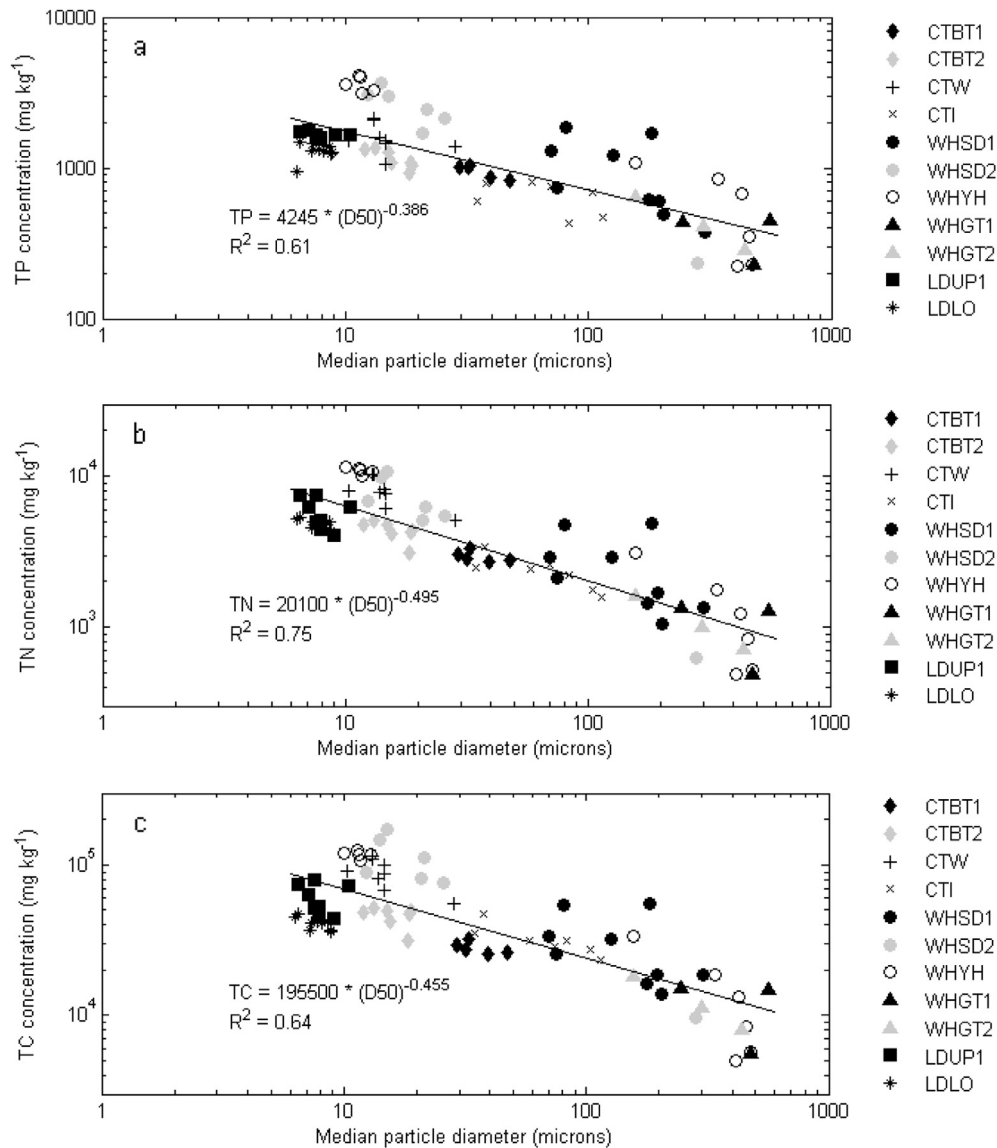 a
10000
1000
100
TP concentration (mg kg⁻¹)
TP = 4245 * (D50)⁻⁰·³⁸⁶
R² = 0.61
1 10 100 1000
Median particle diameter (microns)
CTBT1
CTBT2
CTW
CTI
WHSD1
WHSD2
WHYH
WHGT1
WHGT2
LDUP1
LDLO
b
10⁴
10³
TN concentration (mg kg⁻¹)
TN = 20100 * (D50)⁻⁰·⁴⁹⁵
R² = 0.75
1 10 100 1000
Median particle diameter (microns)
CTBT1
CTBT2
CTW
CTI
WHSD1
WHSD2
WHYH
WHGT1
WHGT2
LDUP1
LDLO
c
10⁵
10⁴
TC concentration (mg kg⁻¹)
TC = 195500 * (D50)⁻⁰·⁴⁵⁵
R² = 0.64
1 10 100 1000
Median particle diameter (microns)
CTBT1
CTBT2
CTW
CTI
WHSD1
WHSD2
WHYH
WHGT1
WHGT2
LDUP1
LDLO